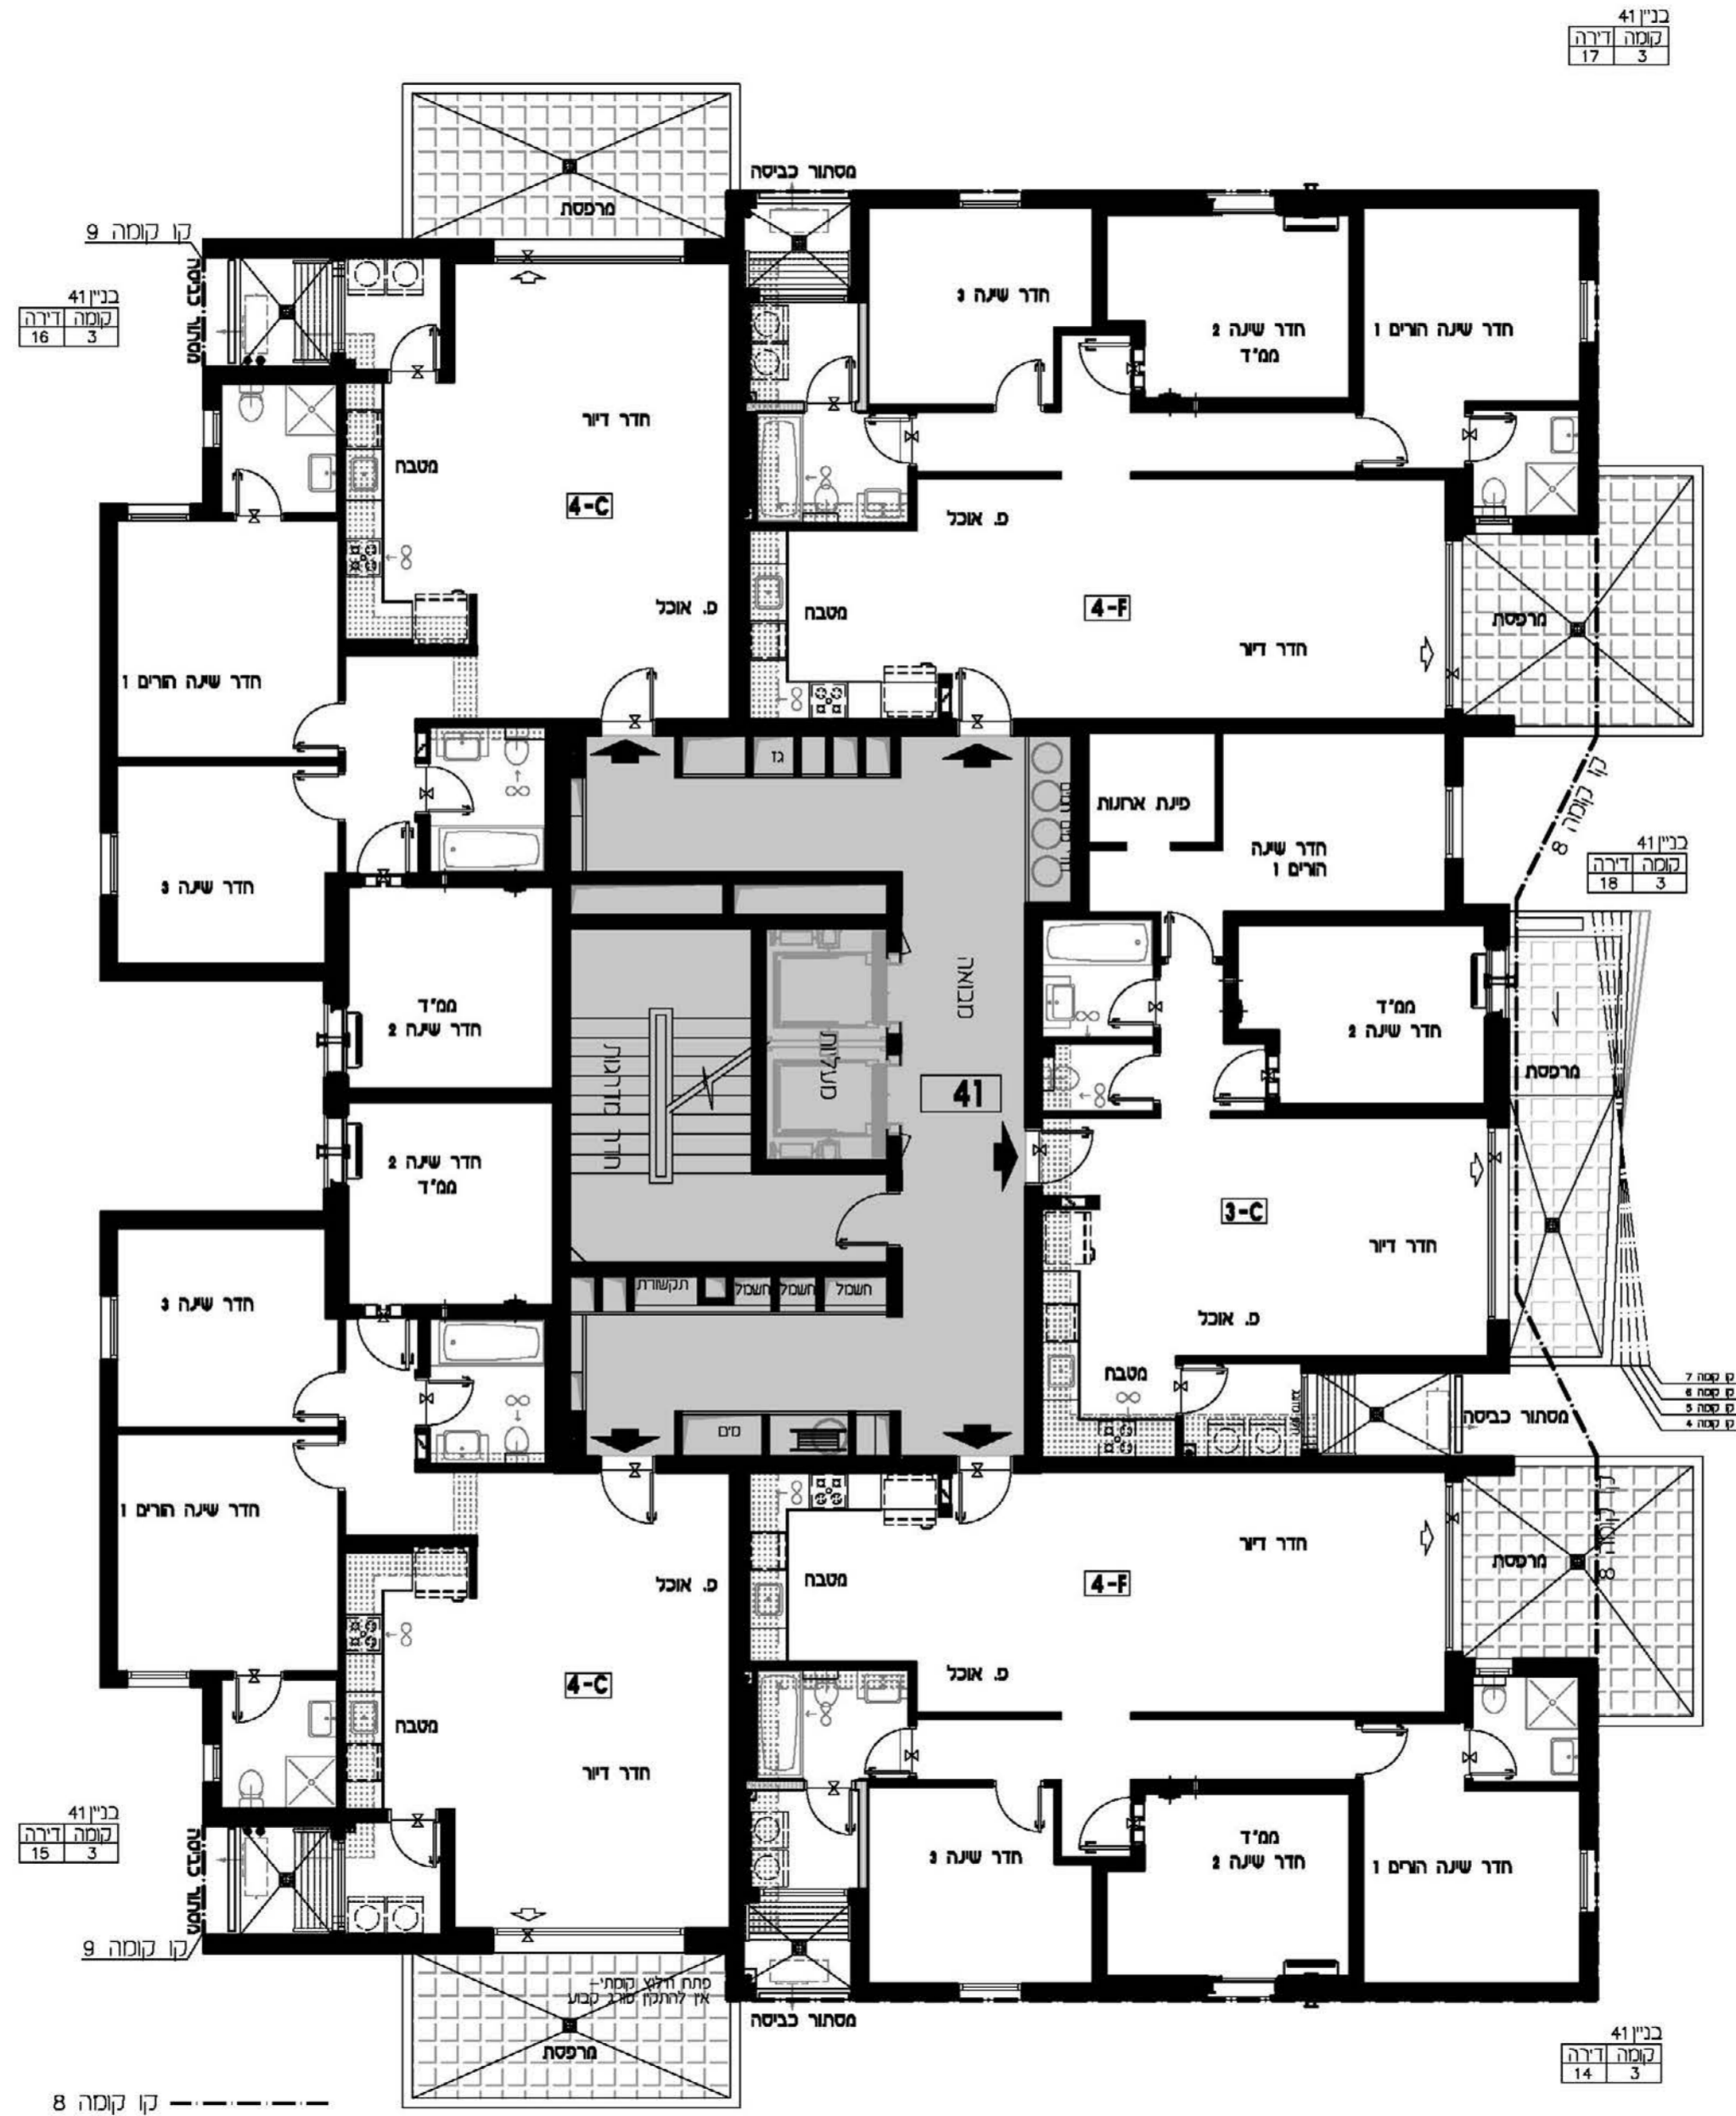 בניין 41
קומה דירה
3 17
מסתור כביסה
מרפסת
קו קומה 9
מסתור כביסה
בניין 41
קומה דירה
3 16
חדר שינה 3
חדר שינה 2
ממ"ד
חדר שינה הורים 1
חדר דיור
מטבח
4-C
פ. אוכל
פ. אוכל
מטבח
4-F
חדר דיור
מרפסת
חדר שינה הורים 1
גז
פינת ארונות
חדר שינה
הורים 1
קו קומה 8
בניין 41
קומה דירה
3 18
חדר שינה 3
מבואה
ממ"ד
חדר שינה 2
ממ"ד
חדר שינה 2
מרפסת
חדר מדרגות
מעליות
41
חדר שינה 2
ממ"ד
3-C
חדר דיור
פ. אוכל
תקשורת
חשמל
חשמל
חשמל
חדר שינה 3
מטבח
קו קומה 7
קו קומה 6
קו קומה 5
קו קומה 4
מסתור כביסה
מים
חדר שינה הורים 1
קו קומה 8
חדר דיור
מרפסת
מטבח
4-F
פ. אוכל
פ. אוכל
4-C
מטבח
חדר דיור
בניין 41
קומה דירה
3 15
מסתור כביסה
קו קומה 9
חדר שינה 3
ממ"ד
חדר שינה 2
חדר שינה הורים 1
פתח חילוץ קומתי-
אין להתקין סורג קבוע
מרפסת
מסתור כביסה
בניין 41
קומה דירה
3 14
קו קומה 8